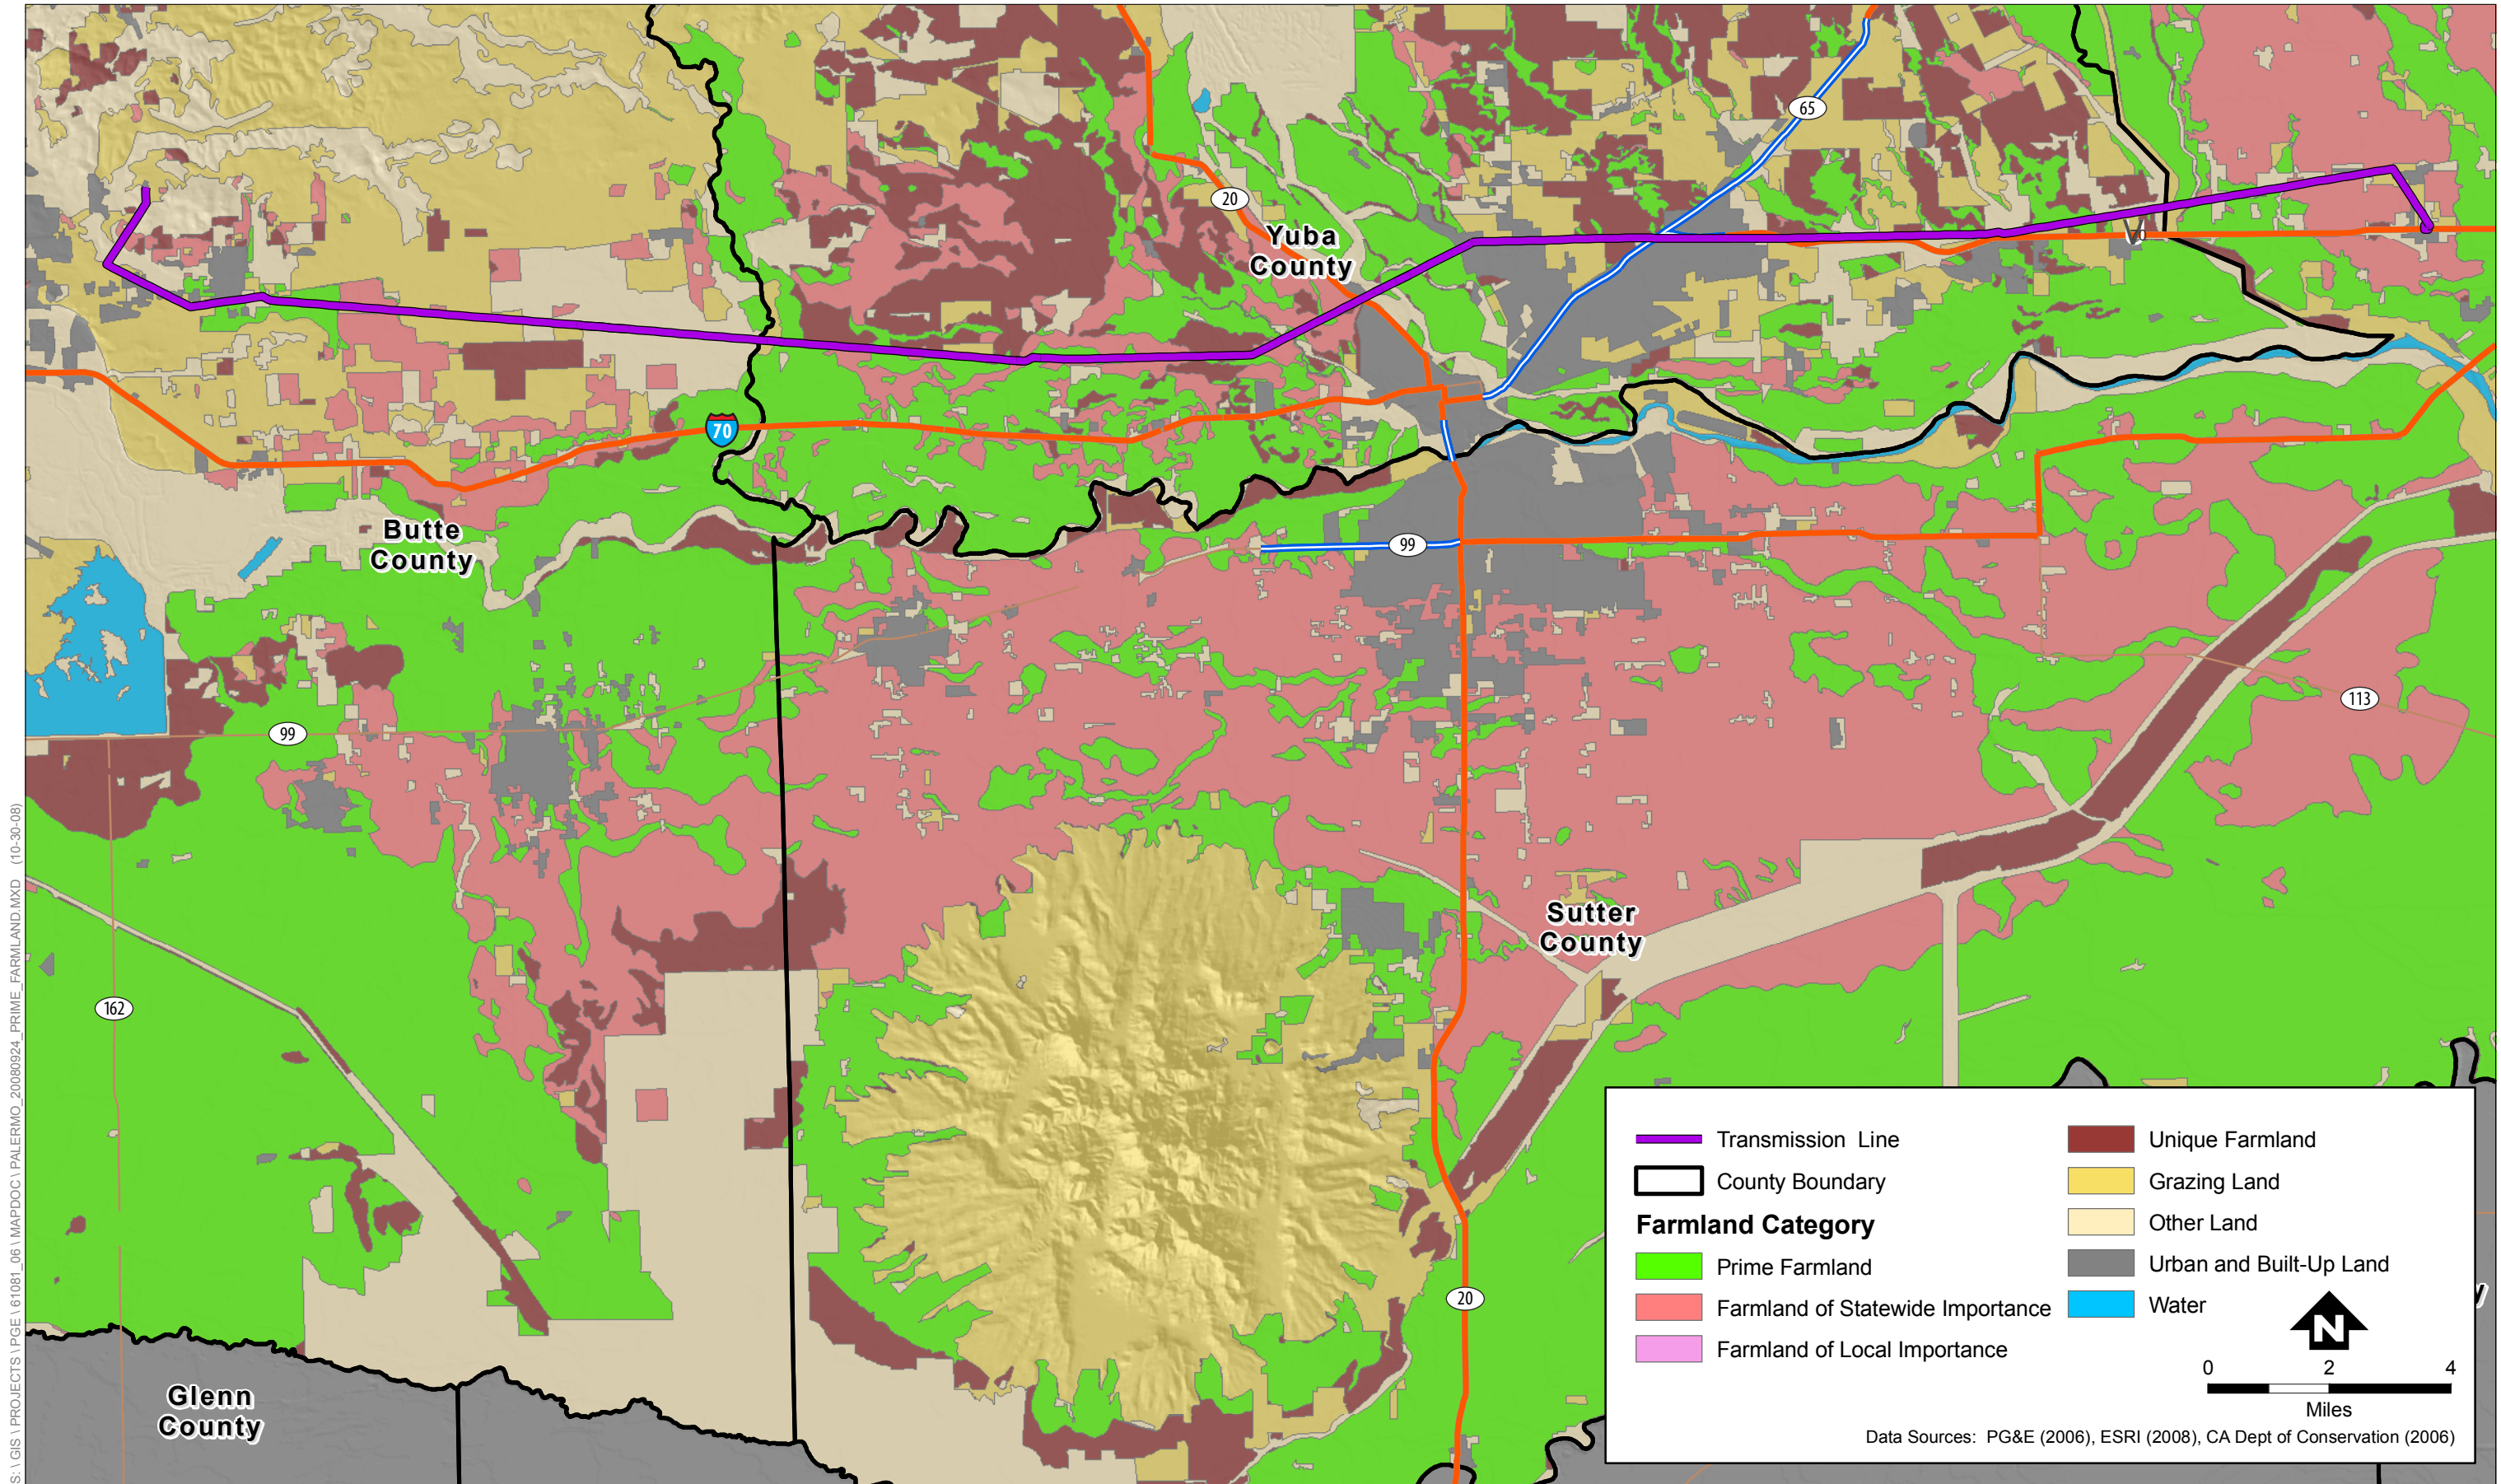 65
20
Yuba
County
70
70
Butte
County
99
99
113
Sutter
County
162
20
Glenn
County
y
Transmission Line
County Boundary
Farmland Category
Prime Farmland
Farmland of Statewide Importance
Farmland of Local Importance
Unique Farmland
Grazing Land
Other Land
Urban and Built-Up Land
Water
N
0 2 4
Miles
Data Sources: PG&E (2006), ESRI (2008), CA Dept of Conservation (2006)
S: \ GIS \ PROJECTS \ PGE \ 61081_06 \ MAPDOC \ PALERMO_20080924_PRIME_FARMLAND.MXD (10-30-08)